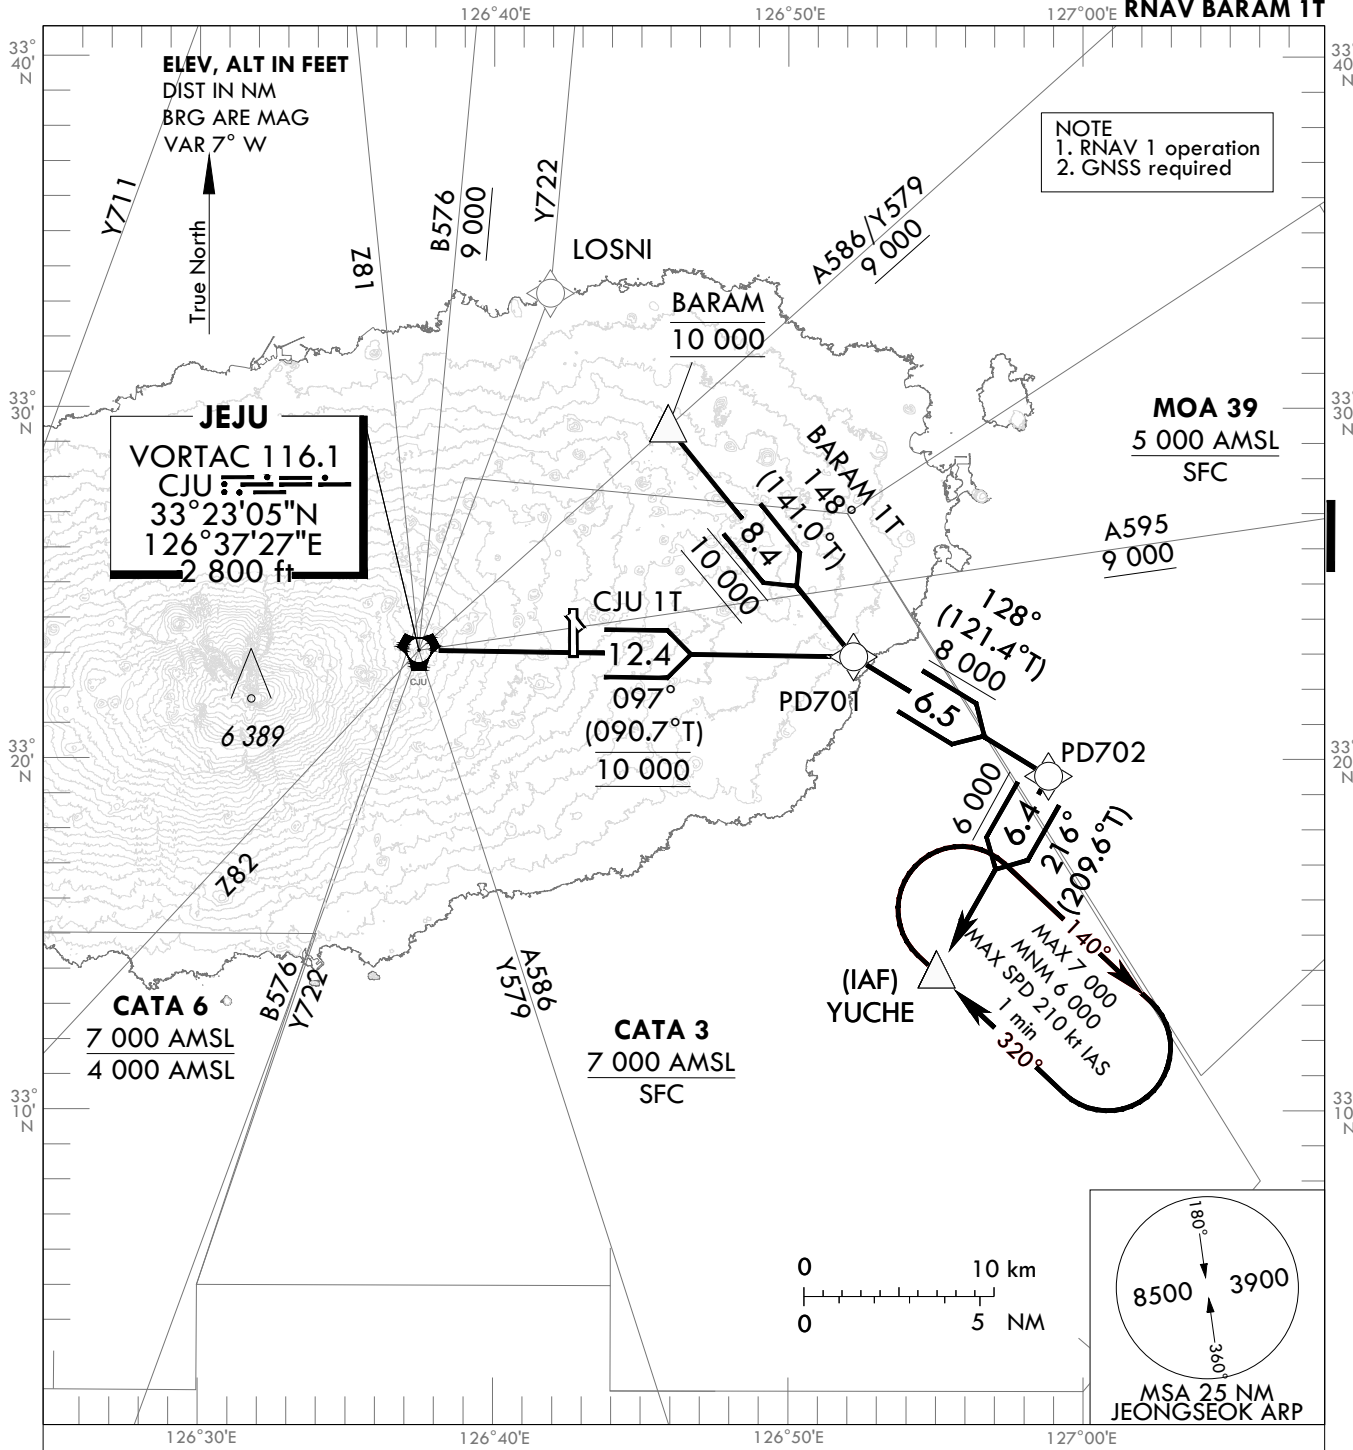 126°40'E
126°50'E
127°00'E
RNAV BARAM 1T
33°
40'
N
33°
40'
N
ELEV, ALT IN FEET
DIST IN NM
BRG ARE MAG
VAR 7° W
True North
NOTE
1. RNAV 1 operation
2. GNSS required
Y711
Z81
B576
9 000
Y722
A586/Y579
9 000
LOSNI
BARAM
10 000
33°
30'
N
33°
30'
N
JEJU
VORTAC 116.1
CJU
33°23'05"N
126°37'27"E
2 800 ft
MOA 39
5 000 AMSL
SFC
BARAM 1T
148°
(141.0°T)
8.4
10 000
A595
9 000
CJU 1T
12.4
097°
(090.7°T)
10 000
CJU
128°
(121.4°T)
8 000
6.5
PD701
PD702
6 389
33°
20'
N
33°
20'
N
6 000
6.4
216°
(209.6°T)
Z82
140°
MAX 7 000
MNM 6 000
MAX SPD 210 kt IAS
1 min
320°
(IAF)
YUCHE
B576
Y722
A586
Y579
CATA 6
7 000 AMSL
4 000 AMSL
CATA 3
7 000 AMSL
SFC
33°
10'
N
33°
10'
N
0
10 km
0
5 NM
180°
8500
3900
360°
MSA 25 NM
JEONGSEOK ARP
126°30'E
126°40'E
126°50'E
127°00'E